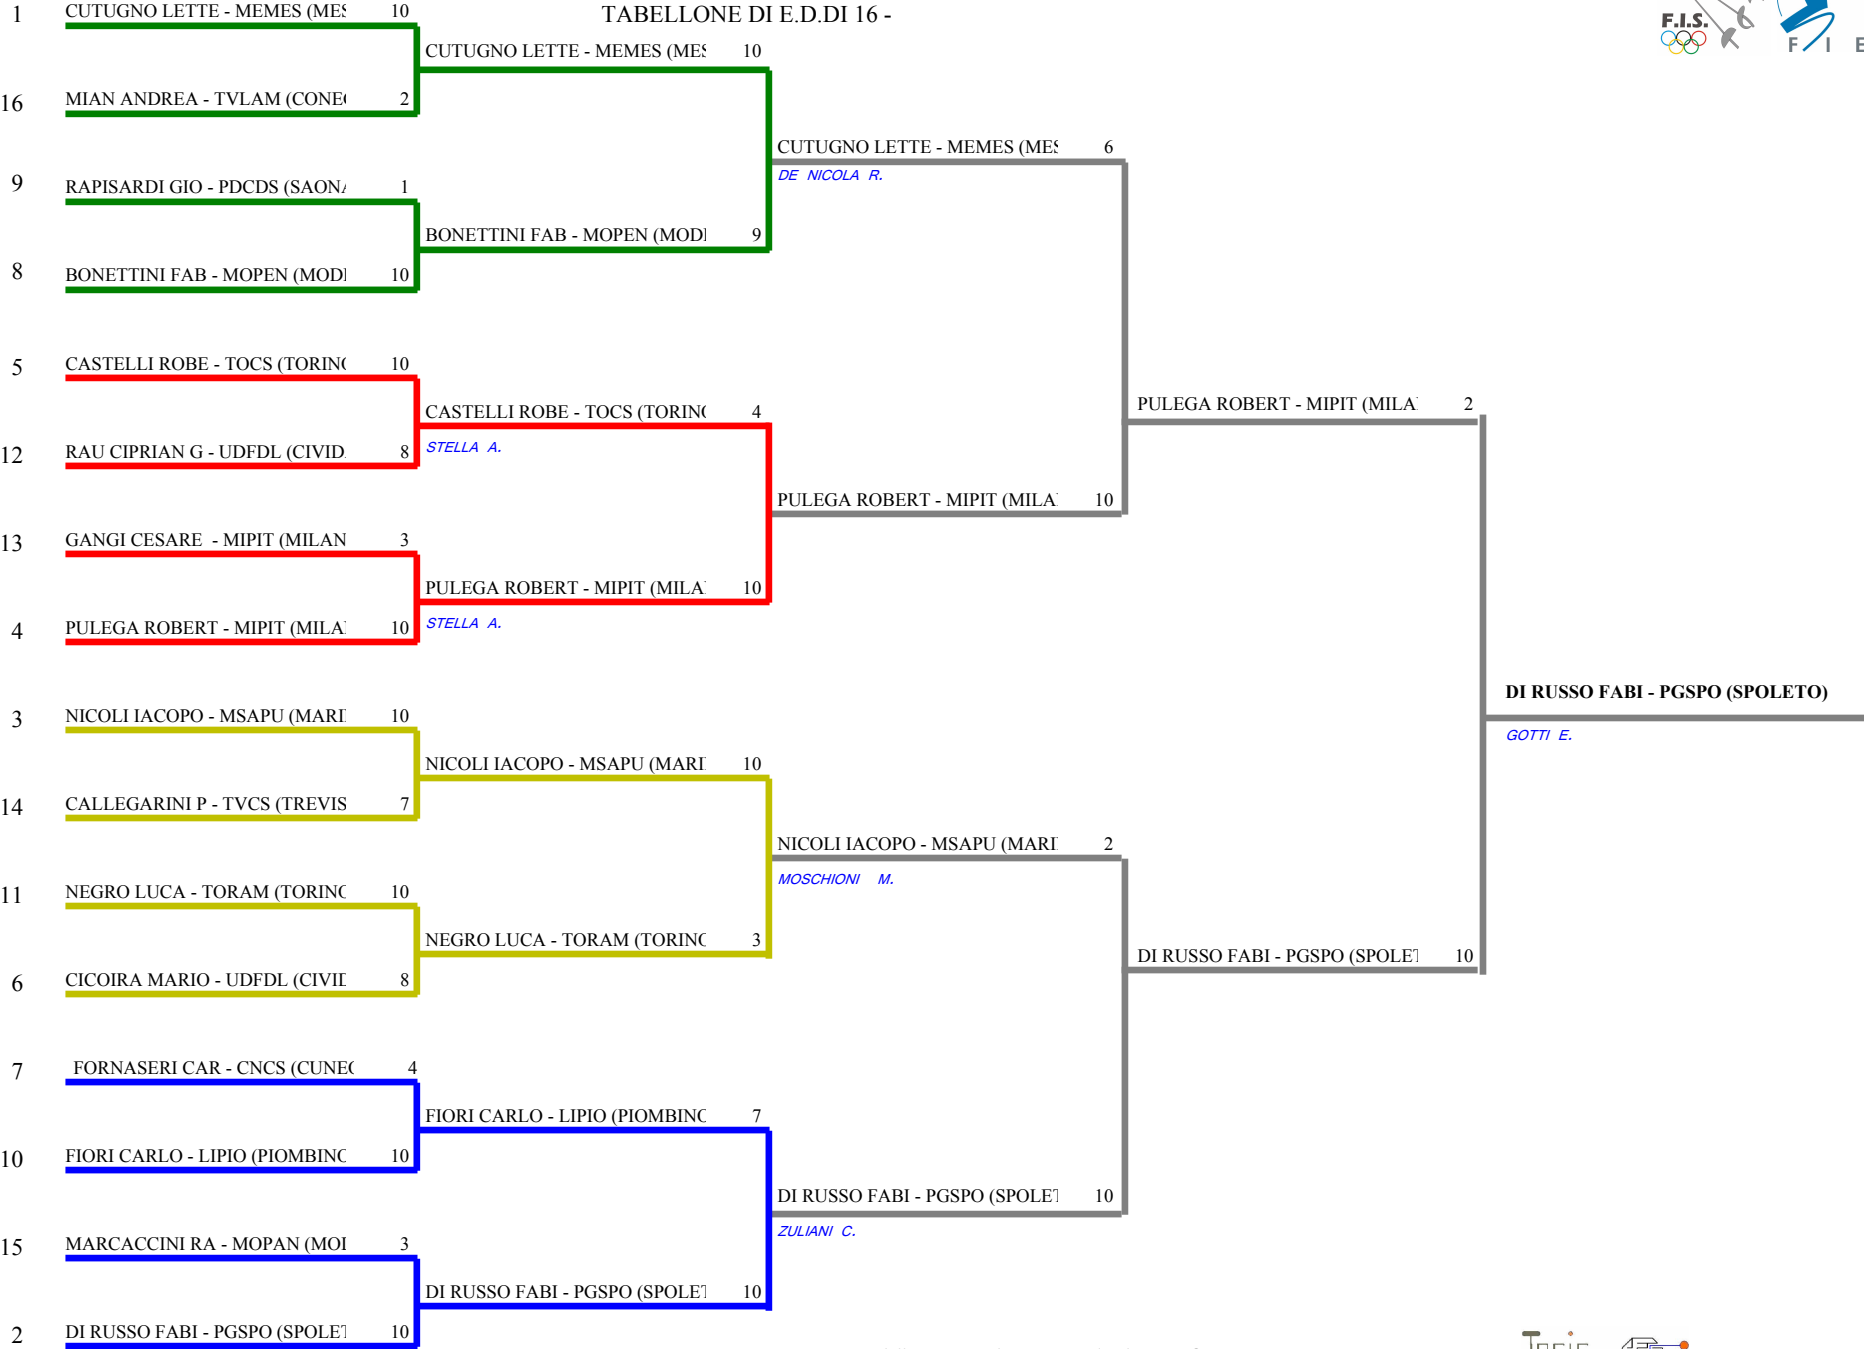 TABELLONE DI E.D.DI 16 -
F.I.S.
F I E
1 CUTUGNO LETTE - MEMES (MES 10
16 MIAN ANDREA - TVLAM (CONE 2
9 RAPISARDI GIO - PDCDS (SAONA 1
8 BONETTINI FAB - MOPEN (MOD 10
5 CASTELLI ROBE - TOCS (TORIN 10
12 RAU CIPRIAN G - UDFDL (CIVID 8
13 GANGI CESARE - MIPIT (MILAN 3
4 PULEGA ROBERT - MIPIT (MILA 10
3 NICOLI IACOPO - MSAPU (MARI 10
14 CALLEGARINI P - TVCS (TREVIS 7
11 NEGRO LUCA - TORAM (TORINO 10
6 CICOIRA MARIO - UDFDL (CIVI 8
7 FORNASERI CAR - CNCS (CUNEO 4
10 FIORI CARLO - LIPIO (PIOMBINO 10
15 MARCACCINI RA - MOPAN (MO 3
2 DI RUSSO FABI - PGSPO (SPOLET 10
CUTUGNO LETTE - MEMES (MES 10
BONETTINI FAB - MOPEN (MOD 9
CASTELLI ROBE - TOCS (TORIN 4
STELLA A.
PULEGA ROBERT - MIPIT (MILA 10
STELLA A.
NICOLI IACOPO - MSAPU (MARI 10
NEGRO LUCA - TORAM (TORINO 3
FIORI CARLO - LIPIO (PIOMBINO 7
DI RUSSO FABI - PGSPO (SPOLET 10
CUTUGNO LETTE - MEMES (MES 6
DE NICOLA R.
PULEGA ROBERT - MIPIT (MILA 10
NICOLI IACOPO - MSAPU (MARI 2
MOSCHIONI M.
DI RUSSO FABI - PGSPO (SPOLET 10
ZULIANI C.
PULEGA ROBERT - MIPIT (MILA 2
DI RUSSO FABI - PGSPO (SPOLET 10
DI RUSSO FABI - PGSPO (SPOLETO)
GOTTI E.